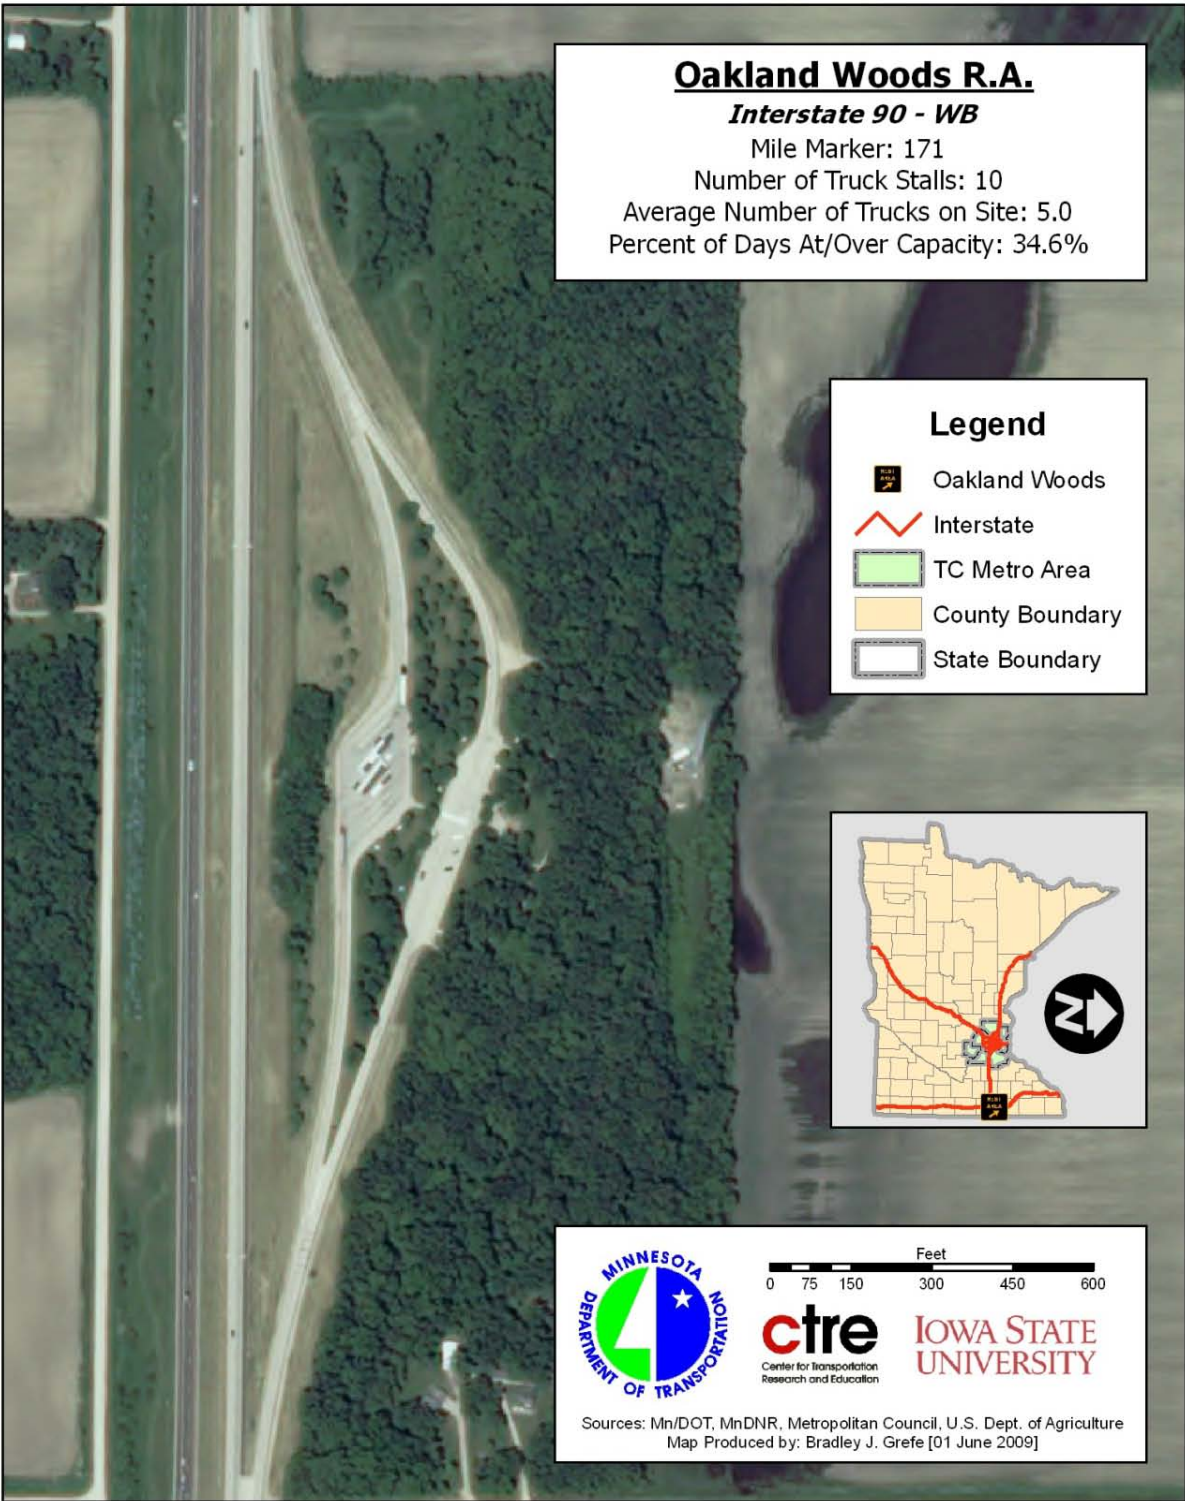 Oakland Woods R.A.
Interstate 90 - WB
Mile Marker: 171
Number of Truck Stalls: 10
Average Number of Trucks on Site: 5.0
Percent of Days At/Over Capacity: 34.6%
Legend
REST
AREA
Oakland Woods
Interstate
TC Metro Area
County Boundary
State Boundary
N
REST
AREA
MINNESOTA
DEPARTMENT OF TRANSPORTATION
Feet
0 75 150 300 450 600
ctre
Center for Transportation
Research and Education
IOWA STATE
UNIVERSITY
Sources: Mn/DOT, MnDNR, Metropolitan Council, U.S. Dept. of Agriculture
Map Produced by: Bradley J. Grefe [01 June 2009]